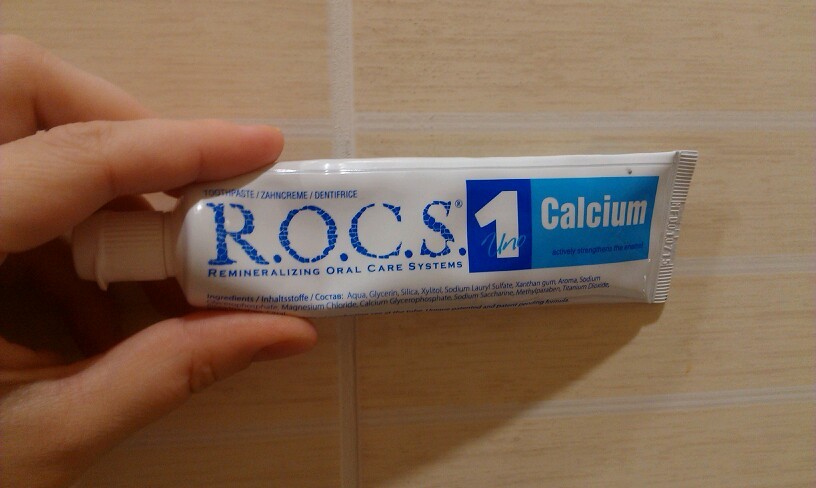 TOOTHPASTE / ZAHNCREME / DENTIFRICE
R.O.C.S.®
REMINERALIZING ORAL CARE SYSTEMS
1
Uno
Calcium
actively strengthens the enamel
Ingredients / Inhaltsstoffe / Состав: Aqua, Glycerin, Silica, Xylitol, Sodium Lauryl Sulfate, Xanthan gum, Aroma, Sodium
Magnesium Chloride, Calcium Glycerophosphate, Sodium Saccharine, Methylparaben, Titanium Dioxide,